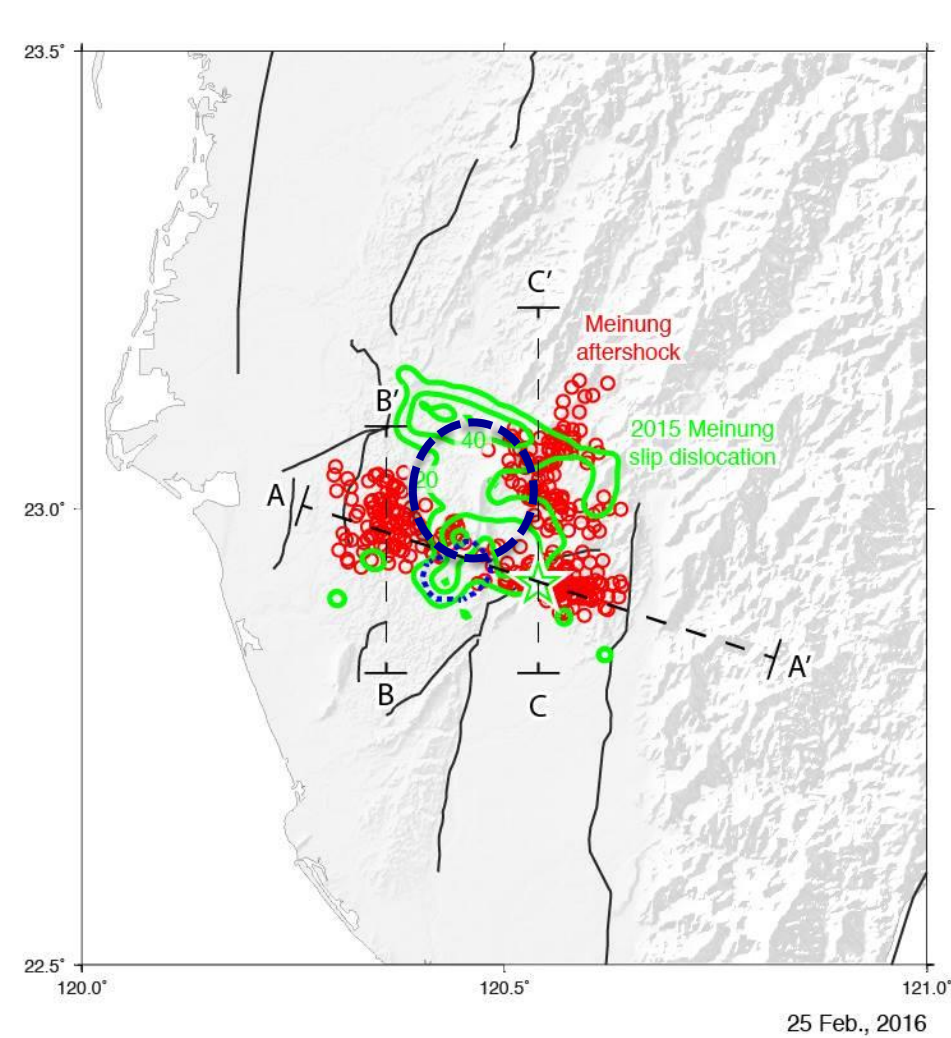 23.5°
C'
Meinung
aftershock
B'
2015 Meinung
slip dislocation
40
20
A
23.0°
A'
B
C
22.5°
120.0°
120.5°
121.0°
25 Feb., 2016